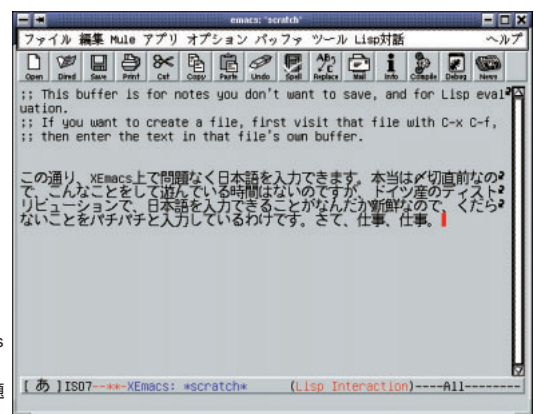 emacs: *scratch*
ファイル 編集 Mule アプリ オプション バッファ ツール Lisp対話 ヘルプ
Open Dired Save Print Cut Copy Paste Undo Spell Replace Mail Info Compile Debug News
;; This buffer is for notes you don't want to save, and for Lisp eval
uation.
;; If you want to create a file, first visit that file with C-x C-f,
;; then enter the text in that file's own buffer.
この通り、XEmacs上で問題なく日本語を入力できます。本当は〆切直前なの
で、こんなことをして遊んでいる時間はないのですが、ドイツ産のディスト
リビューションで、日本語を入力できることがなんだか新鮮なので、くだら
ないことをパチパチと入力しているわけです。さて、仕事、仕事。
s
[ あ ]ISO7--**-XEmacs: *scratch* (Lisp Interaction)----All--------